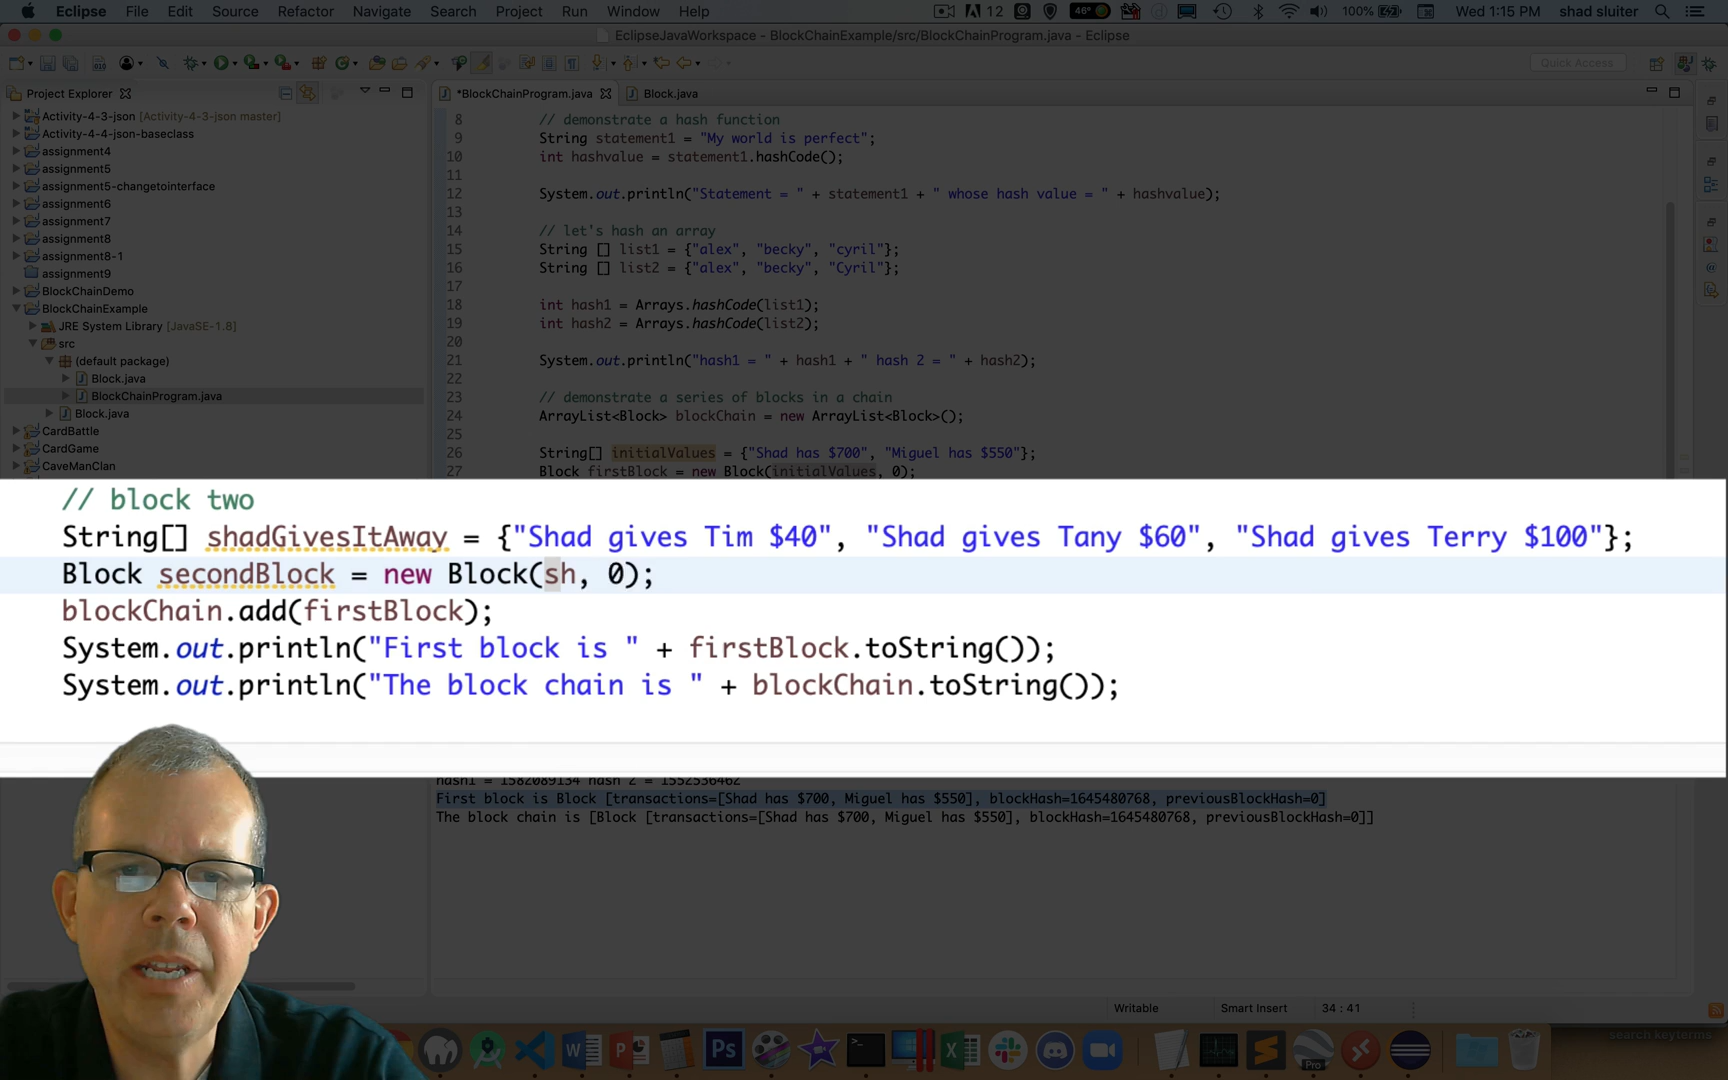 Eclipse File Edit Source Refactor Navigate Search Project Run Window Help 12 46° 100% Wed 1:15 PM shad sluiter
EclipseJavaWorkspace - BlockChainExample/src/BlockChainProgram.java - Eclipse
Quick Access
Project Explorer
*BlockChainProgram.java Block.java
Activity-4-3-json [Activity-4-3-json master]
Activity-4-4-json-baseclass
assignment4
assignment5
assignment5-changetointerface
assignment6
assignment7
assignment8
assignment8-1
assignment9
BlockChainDemo
BlockChainExample
JRE System Library [JavaSE-1.8]
src
(default package)
Block.java
BlockChainProgram.java
Block.java
CardBattle
CardGame
CaveManClan
8 // demonstrate a hash function
9 String statement1 = "My world is perfect";
10 int hashvalue = statement1.hashCode();
11
12 System.out.println("Statement = " + statement1 + " whose hash value = " + hashvalue);
13
14 // let's hash an array
15 String [] list1 = {"alex", "becky", "cyril"};
16 String [] list2 = {"alex", "becky", "Cyril"};
17
18 int hash1 = Arrays.hashCode(list1);
19 int hash2 = Arrays.hashCode(list2);
20
21 System.out.println("hash1 = " + hash1 + " hash 2 = " + hash2);
22
23 // demonstrate a series of blocks in a chain
24 ArrayList<Block> blockChain = new ArrayList<Block>();
25
26 String[] initialValues = {"Shad has $700", "Miguel has $550"};
27 Block firstBlock = new Block(initialValues, 0);
// block two
String[] shadGivesItAway = {"Shad gives Tim $40", "Shad gives Tany $60", "Shad gives Terry $100"};
Block secondBlock = new Block(sh, 0);
blockChain.add(firstBlock);
System.out.println("First block is " + firstBlock.toString());
System.out.println("The block chain is " + blockChain.toString());
hash1 = 1582089134 hash 2 = 1552536462
First block is Block [transactions=[Shad has $700, Miguel has $550], blockHash=1645480768, previousBlockHash=0]
The block chain is [Block [transactions=[Shad has $700, Miguel has $550], blockHash=1645480768, previousBlockHash=0]]
Writable Smart Insert 34 : 41
search keyterms
Ps
Pro